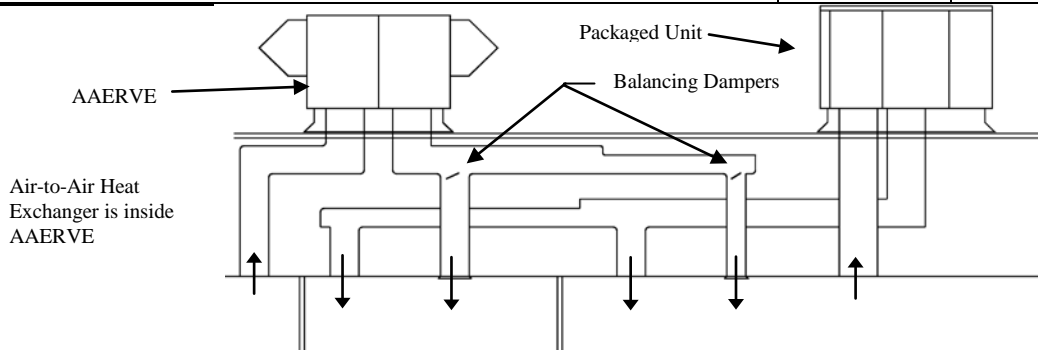 Packaged Unit
AAERVE
Balancing Dampers
Air-to-Air Heat
Exchanger is inside
AAERVE